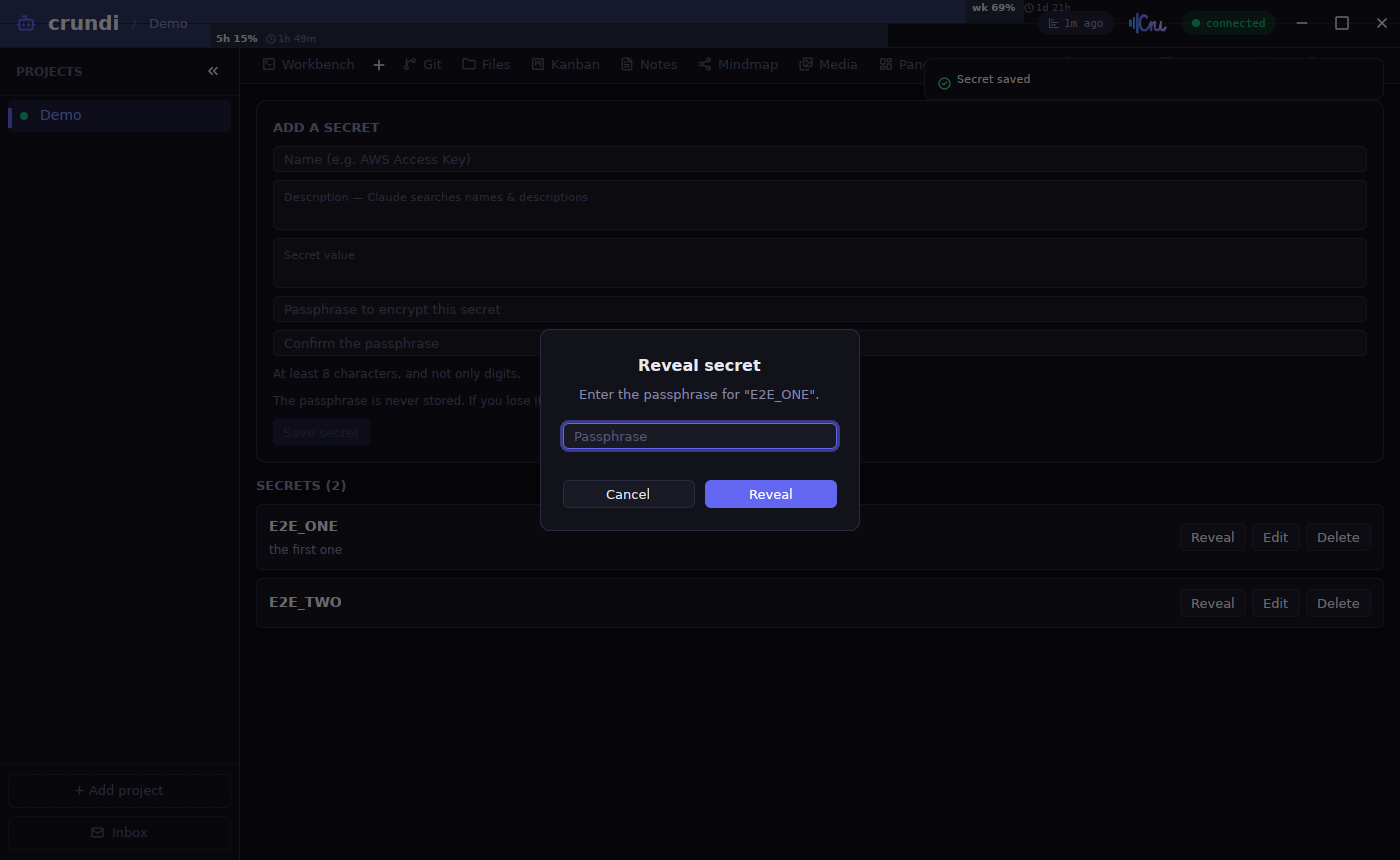 wk 69% 1d 21h
crundi / Demo
1m ago
Cru
connected
5h 15% 1h 49m
PROJECTS
Workbench
Git
Files
Kanban
Notes
Mindmap
Media
Secret saved
Demo
ADD A SECRET
Name (e.g. AWS Access Key)
Description — Claude searches names & descriptions
Secret value
Passphrase to encrypt this secret
Confirm the passphrase
At least 8 characters, and not only digits.
The passphrase is never stored. If you lose
Save secret
Reveal secret
Enter the passphrase for "E2E_ONE".
Passphrase
Cancel
Reveal
SECRETS (2)
E2E_ONE
the first one
Reveal
Edit
Delete
E2E_TWO
Reveal
Edit
Delete
+ Add project
Inbox